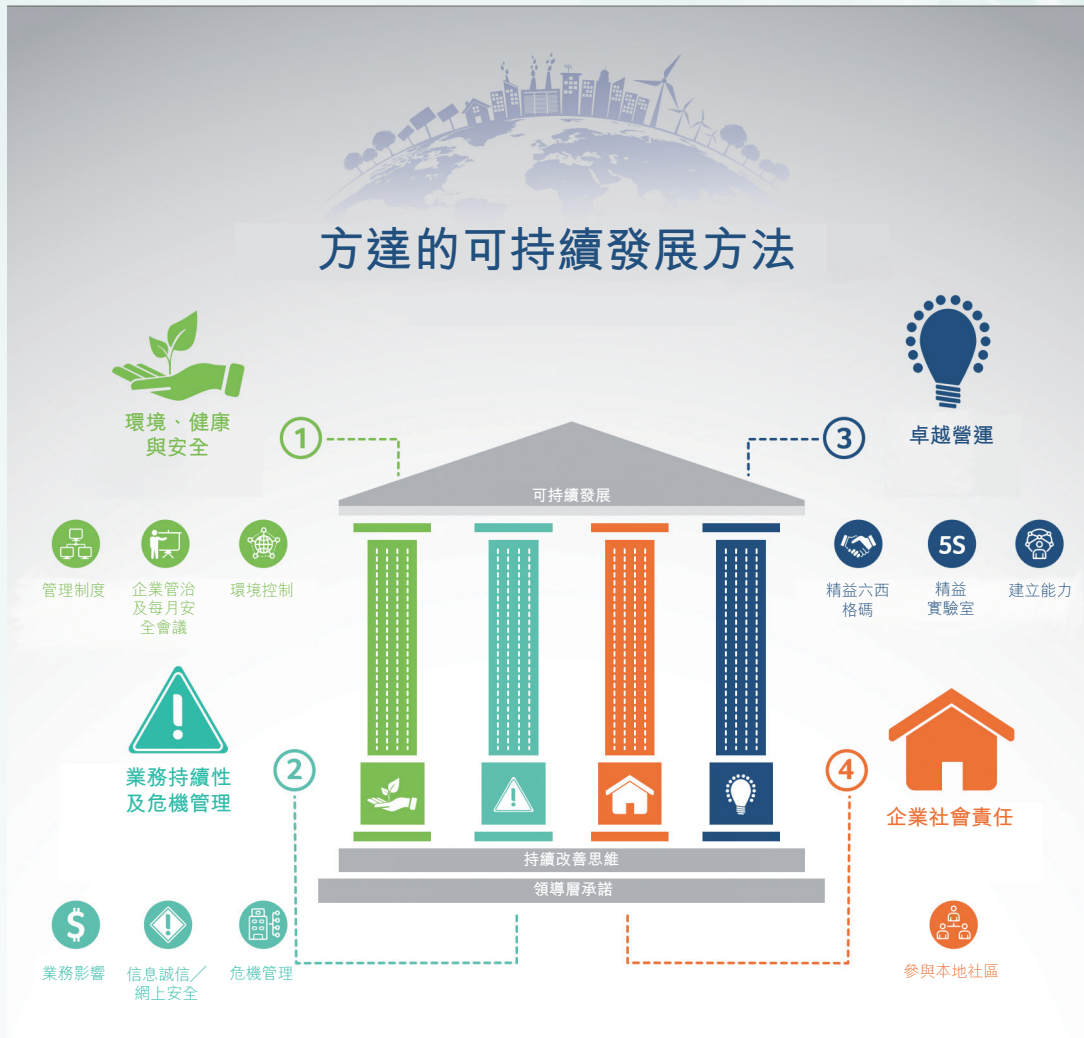 方達的可持續發展方法
環境、健康
與安全
1
管理制度
企業管治
及每月安
全會議
環境控制
業務持續性
及危機管理
2
業務影響
信息誠信／
網上安全
危機管理
可持續發展
持續改善思維
領導層承諾
3
卓越營運
精益六西
格碼
5S
精益
實驗室
建立能力
4
企業社會責任
參與本地社區
$